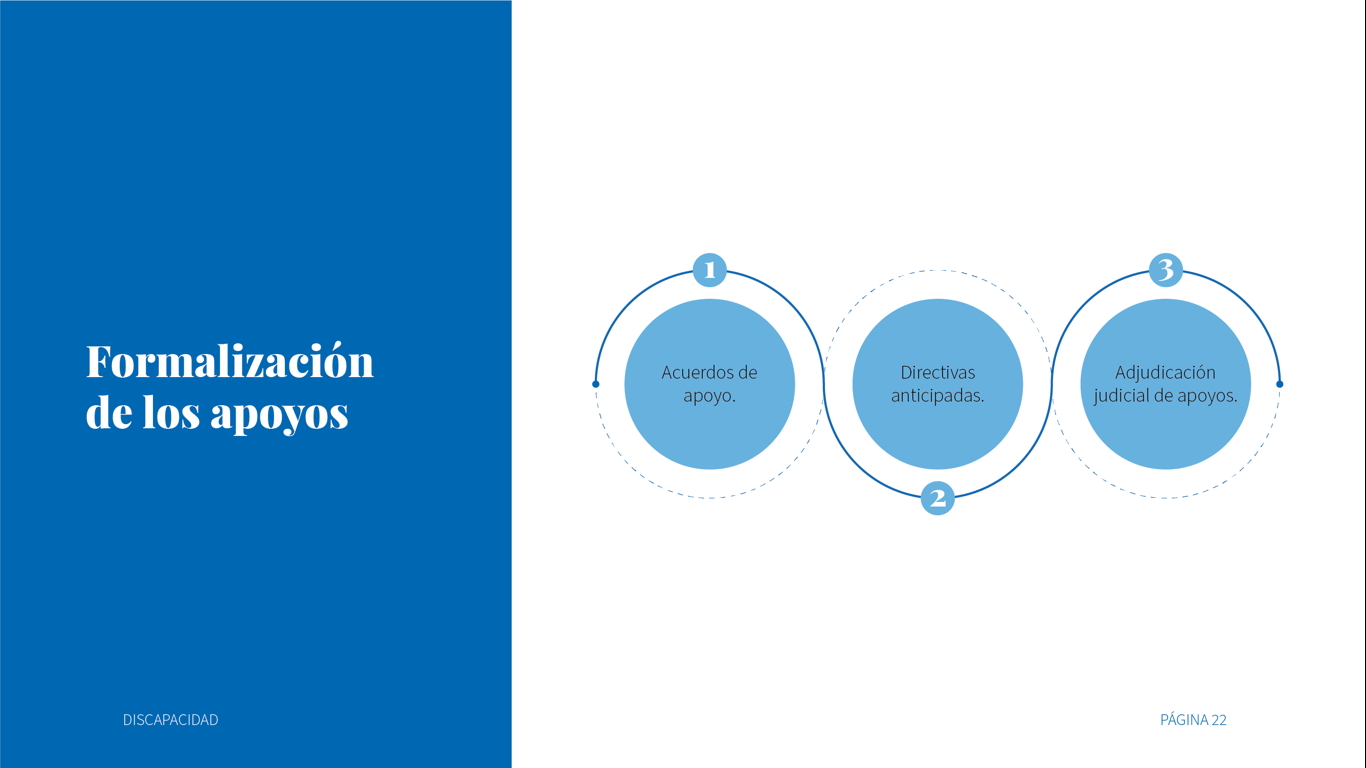 Formalización
de los apoyos
1
Acuerdos de
apoyo.
2
Directivas
anticipadas.
3
Adjudicación
judicial de apoyos.
DISCAPACIDAD
PÁGINA 22